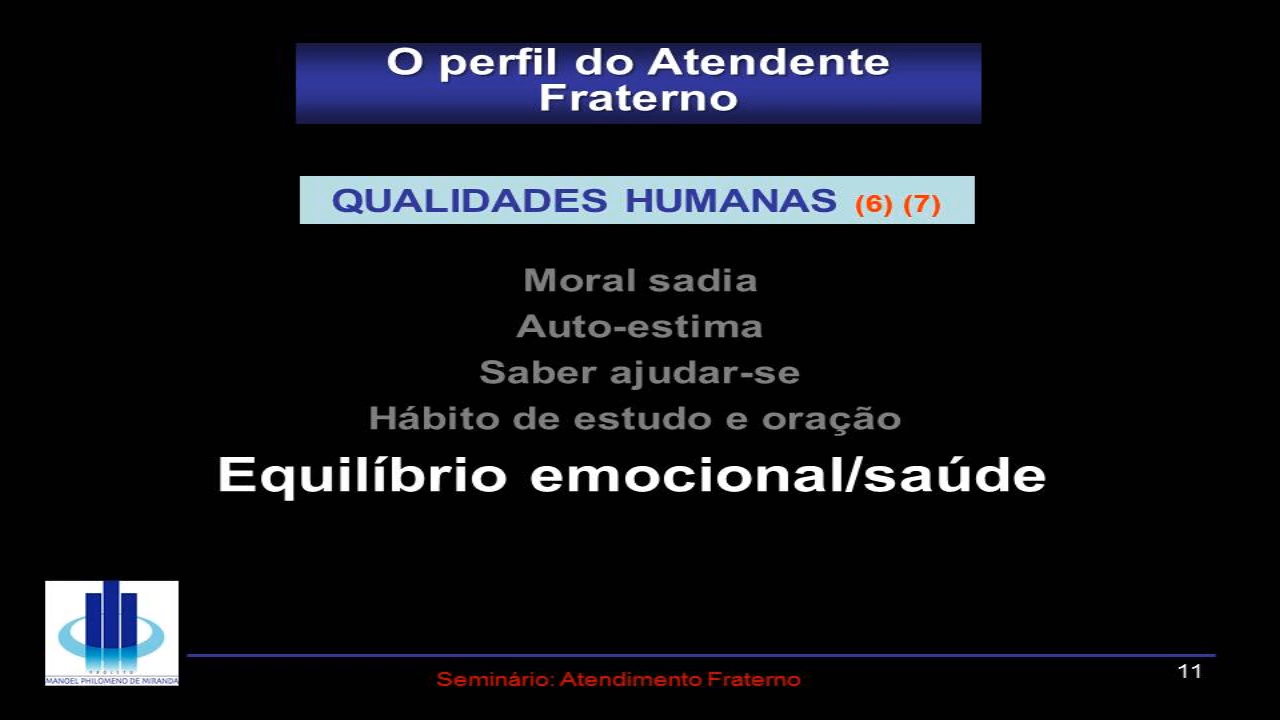 O perfil do Atendente
Fraterno
QUALIDADES HUMANAS (6) (7)
Moral sadia
Auto-estima
Saber ajudar-se
Hábito de estudo e oração
Equilíbrio emocional/saúde
PROJETO
MANOEL PHILOMENO DE MIRANDA
Seminário: Atendimento Fraterno
11